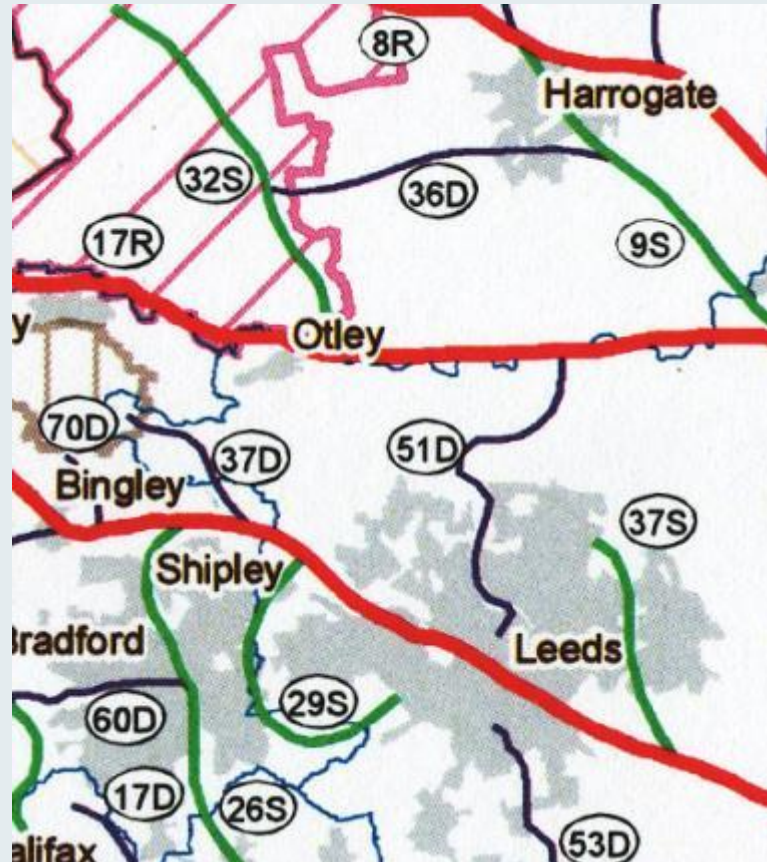 8R
Harrogate
32S
36D
17R
9S
y
Otley
70D
37D
51D
Bingley
37S
Shipley
Bradford
Leeds
60D
29S
17D
26S
53D
alifax